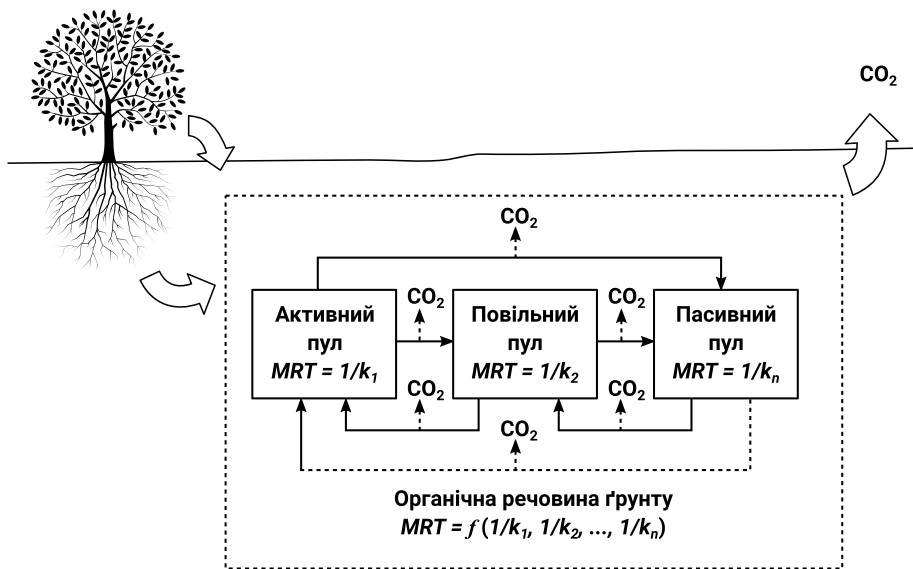 CO₂
CO₂
Активний
пул
MRT = 1/k₁
CO₂
Повільний
пул
MRT = 1/k₂
CO₂
Пасивний
пул
MRT = 1/kₙ
CO₂
CO₂
CO₂
Органічна речовина ґрунту
MRT = f (1/k₁, 1/k₂, ..., 1/kₙ)